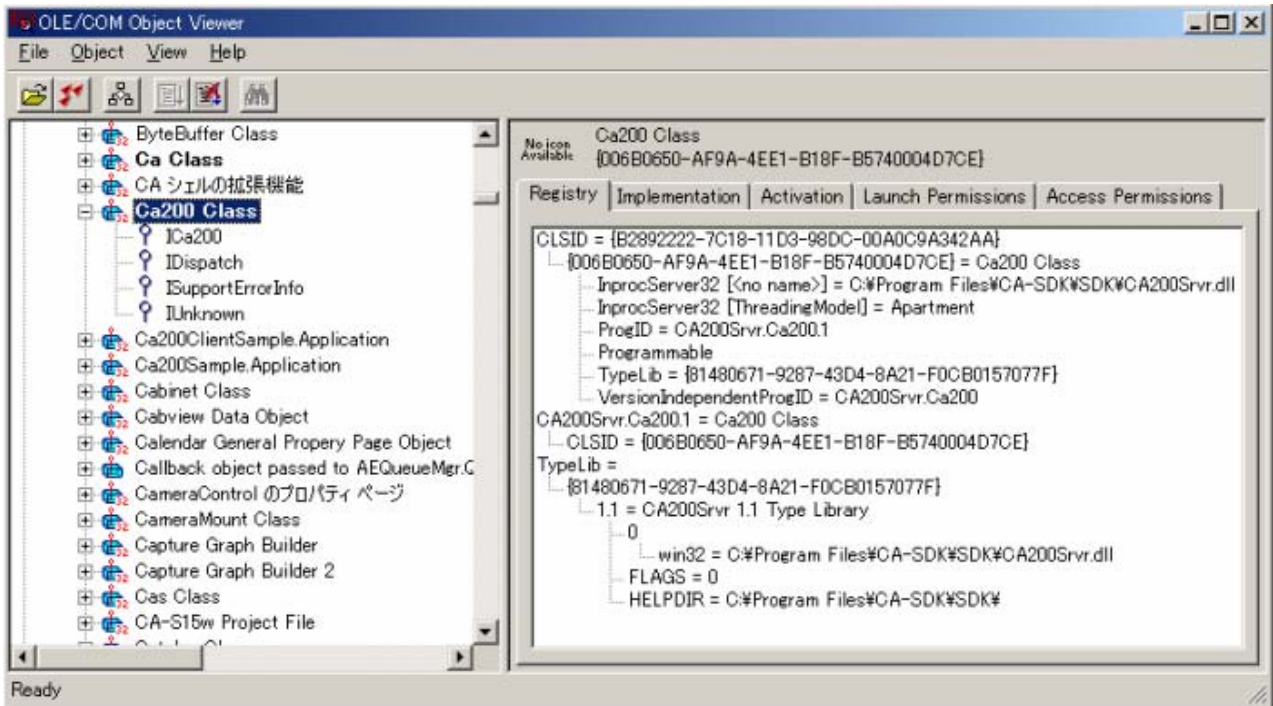 OLE/COM Object Viewer
File Object View Help
ByteBuffer Class
Ca Class
CA シェルの拡張機能
Ca200 Class
ICa200
IDispatch
ISupportErrorInfo
IUnknown
Ca200ClientSample.Application
Ca200Sample.Application
Cabinet Class
Cabview Data Object
Calendar General Propery Page Object
Callback object passed to AEQueueMgr.C
CameraControl のプロパティ ページ
CameraMount Class
Capture Graph Builder
Capture Graph Builder 2
Cas Class
CA-S15w Project File
No icon Available
Ca200 Class
{006B0650-AF9A-4EE1-B18F-B5740004D7CE}
Registry Implementation Activation Launch Permissions Access Permissions
CLSID = {B2892222-7C18-11D3-98DC-00A0C9A342AA}
{006B0650-AF9A-4EE1-B18F-B5740004D7CE} = Ca200 Class
InprocServer32 [<no name>] = C:¥Program Files¥CA-SDK¥SDK¥CA200Srvr.dll
InprocServer32 [ThreadingModel] = Apartment
ProgID = CA200Srvr.Ca200.1
Programmable
TypeLib = {81480671-9287-43D4-8A21-F0CB0157077F}
VersionIndependentProgID = CA200Srvr.Ca200
CA200Srvr.Ca200.1 = Ca200 Class
CLSID = {006B0650-AF9A-4EE1-B18F-B5740004D7CE}
TypeLib =
{81480671-9287-43D4-8A21-F0CB0157077F}
1.1 = CA200Srvr 1.1 Type Library
0
win32 = C:¥Program Files¥CA-SDK¥SDK¥CA200Srvr.dll
FLAGS = 0
HELPDIR = C:¥Program Files¥CA-SDK¥SDK¥
Ready